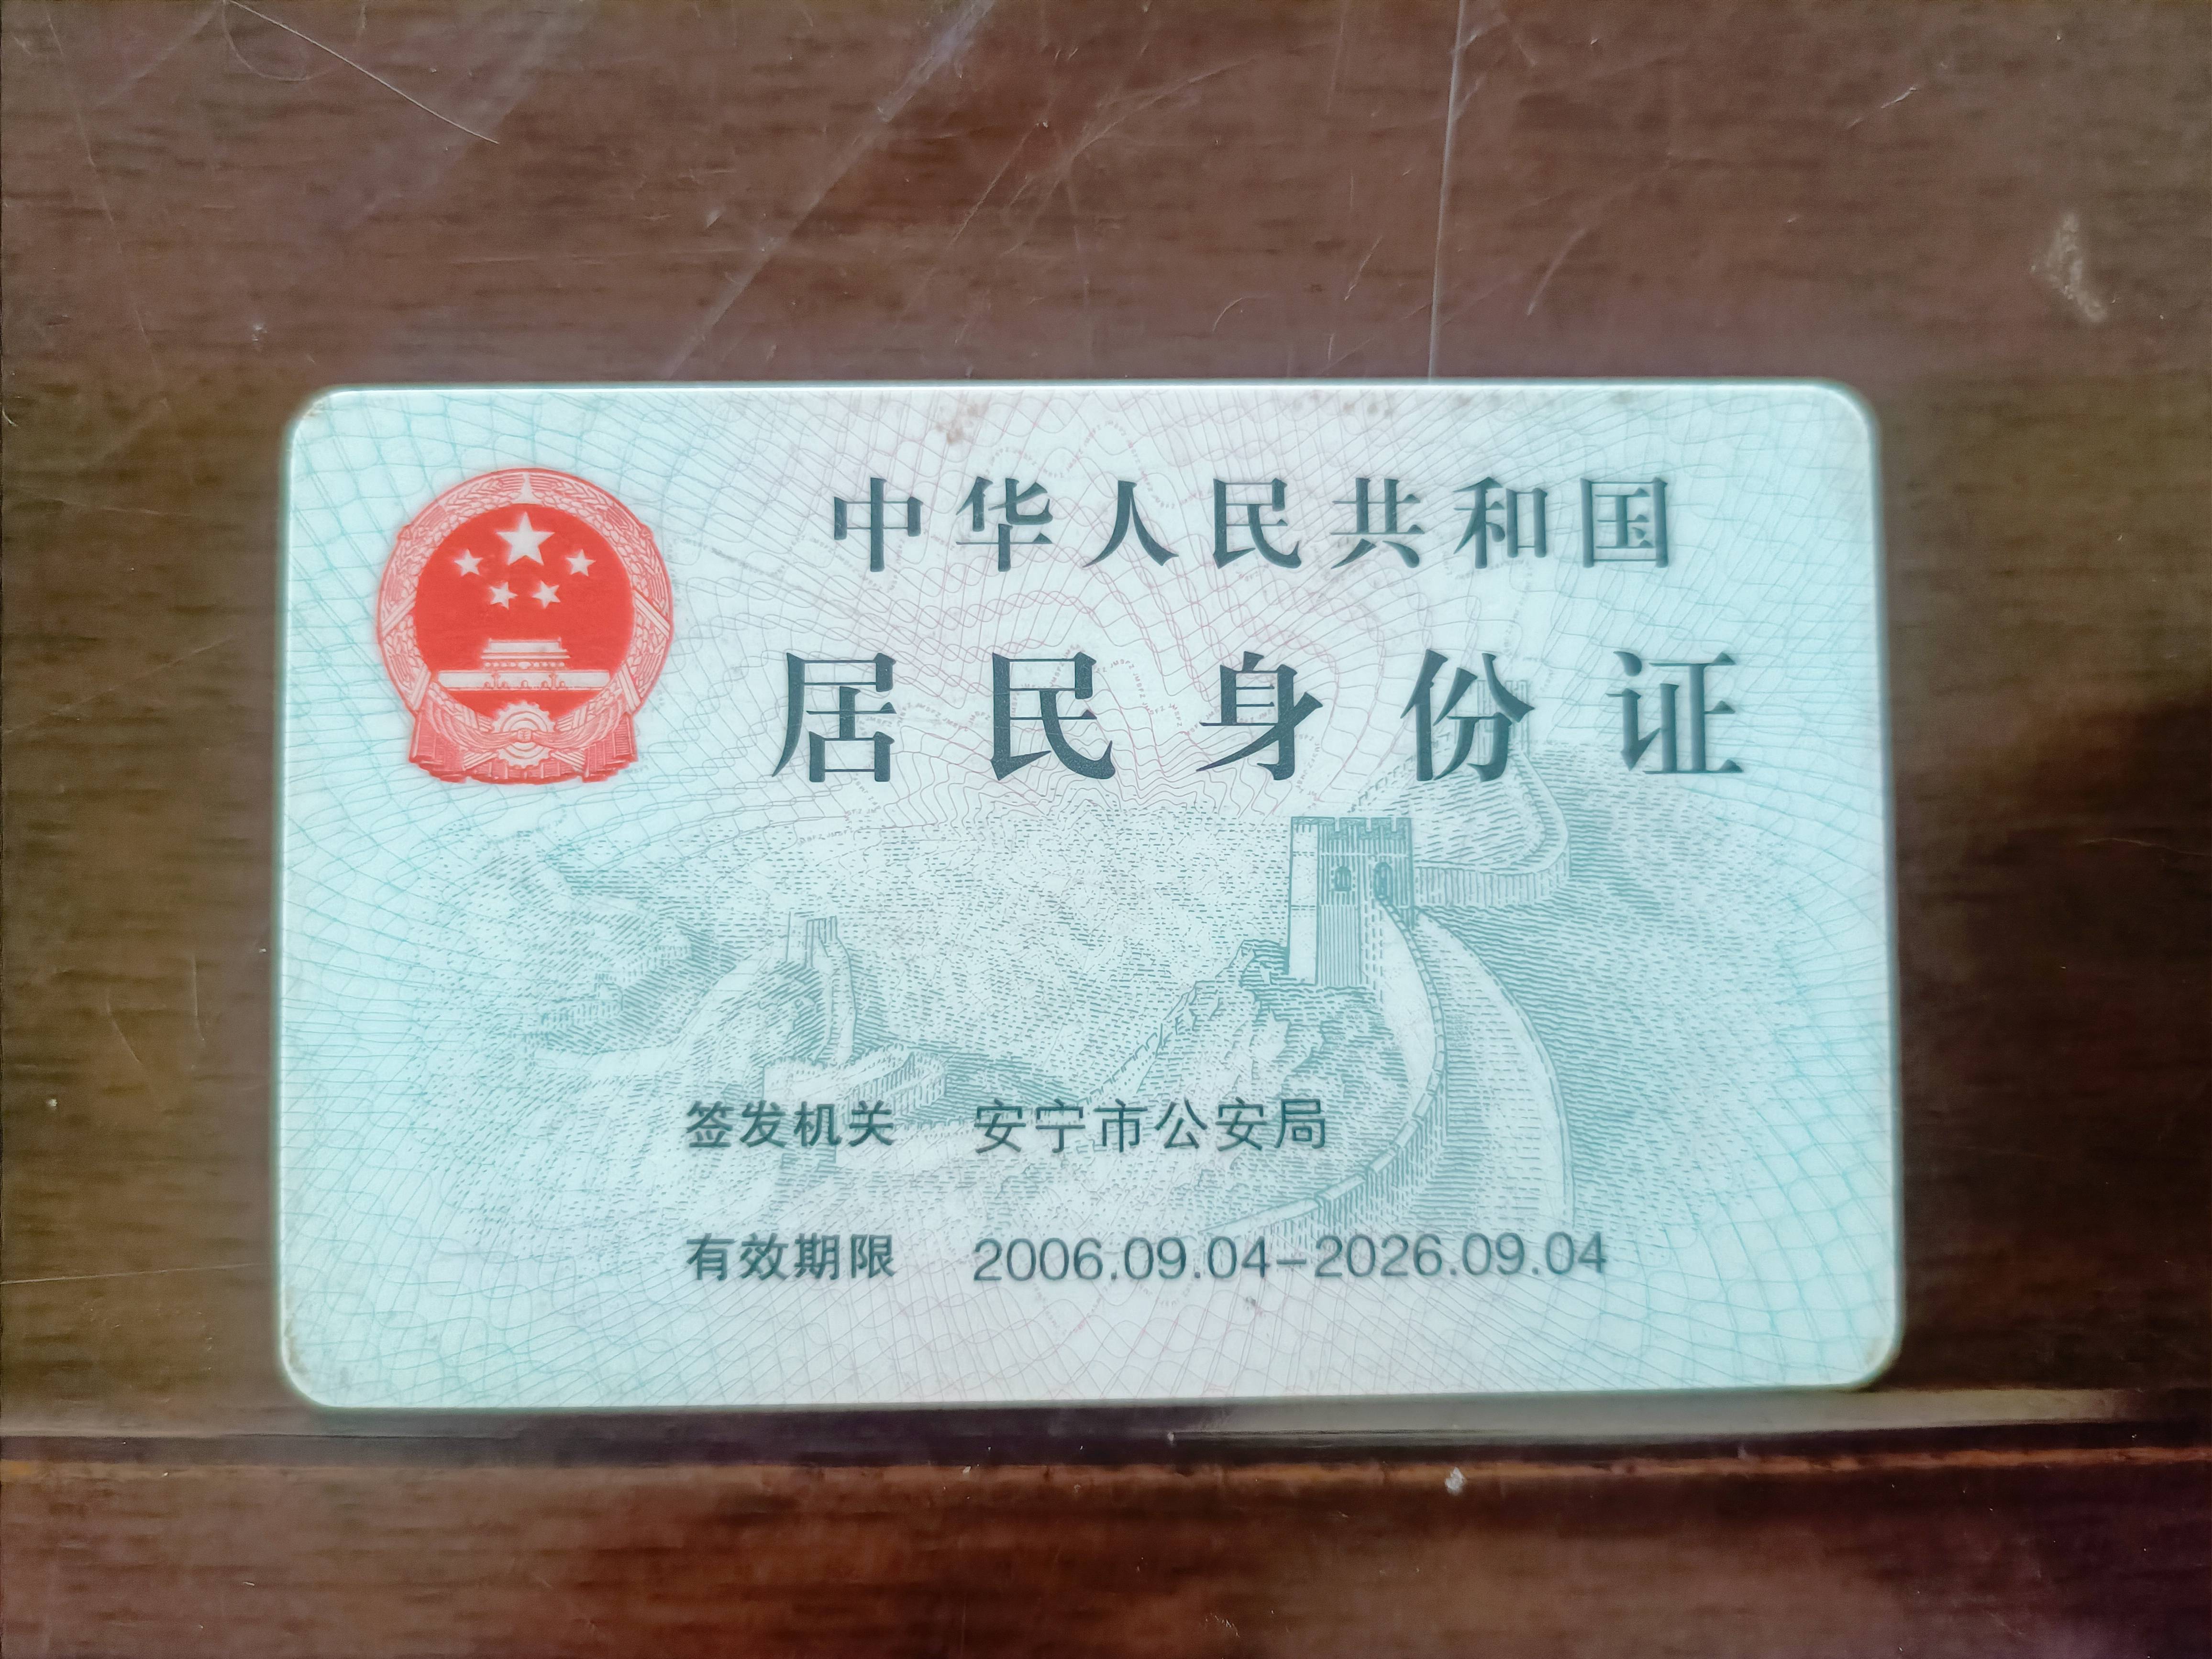 中华人民共和国
居民身份证
签发机关 安宁市公安局
有效期限 2006.09.04-2026.09.04